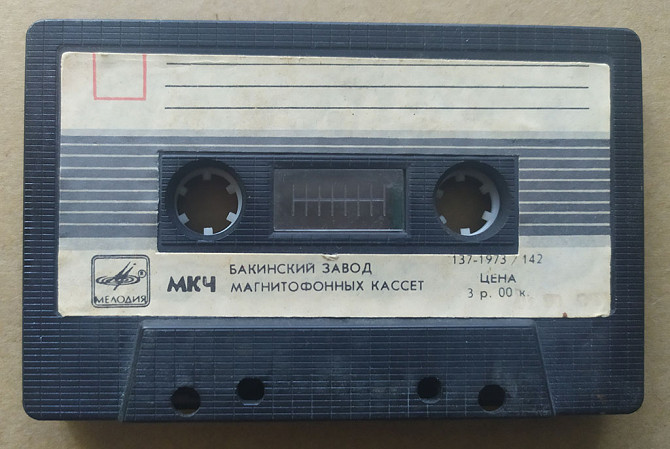 МЕЛОДИЯ
®
МКЧ
БАКИНСКИЙ ЗАВОД
МАГНИТОФОННЫХ КАССЕТ
137-1973 / 142
ЦЕНА
3 р. 00 к.